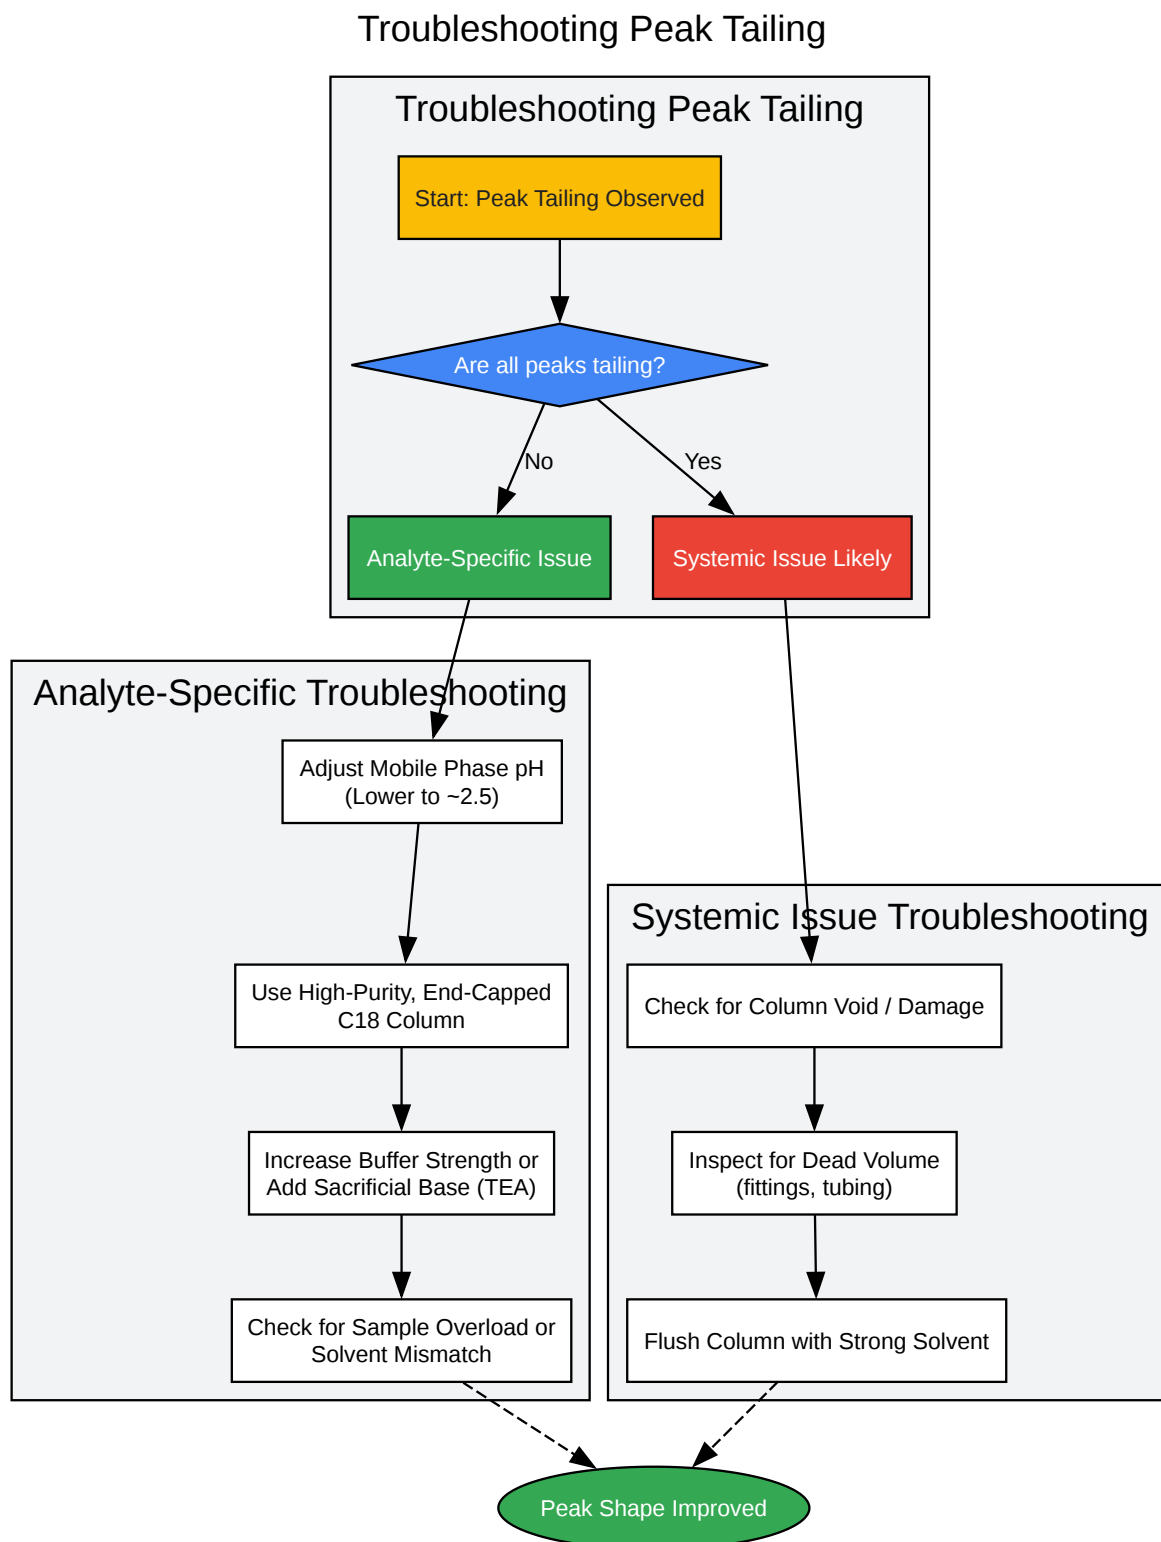 Troubleshooting Peak Tailing
Troubleshooting Peak Tailing
Start: Peak Tailing Observed
Are all peaks tailing?
No
Yes
Analyte-Specific Issue
Systemic Issue Likely
Analyte-Specific Troubleshooting
Adjust Mobile Phase pH
(Lower to ~2.5)
Use High-Purity, End-Capped
C18 Column
Increase Buffer Strength or
Add Sacrificial Base (TEA)
Check for Sample Overload or
Solvent Mismatch
Systemic Issue Troubleshooting
Check for Column Void / Damage
Inspect for Dead Volume
(fittings, tubing)
Flush Column with Strong Solvent
Peak Shape Improved